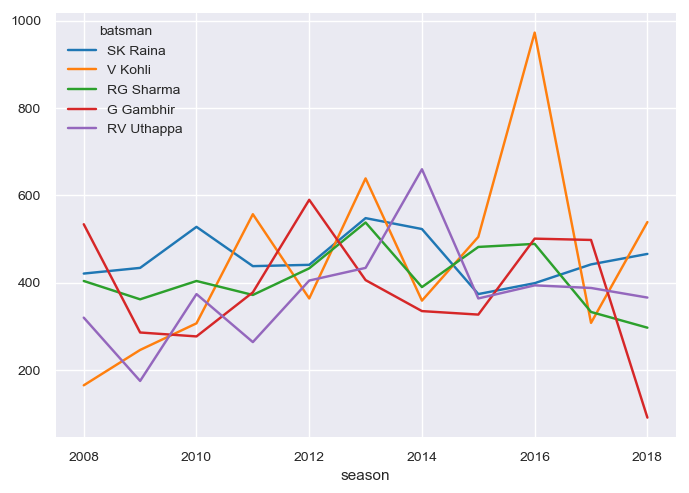 1000
800
600
400
200
batsman
SK Raina
V Kohli
RG Sharma
G Gambhir
RV Uthappa
2008 2010 2012 2014 2016 2018
season